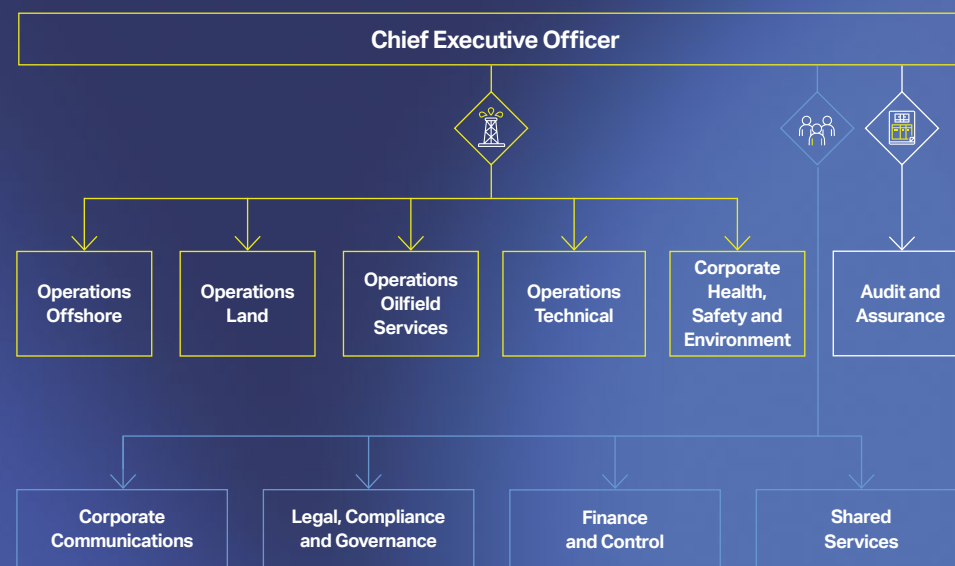 Chief Executive Officer
Operations
Offshore
Operations
Land
Operations
Oilfield
Services
Operations
Technical
Corporate
Health,
Safety and
Environment
Audit and
Assurance
Corporate
Communications
Legal, Compliance
and Governance
Finance
and Control
Shared
Services